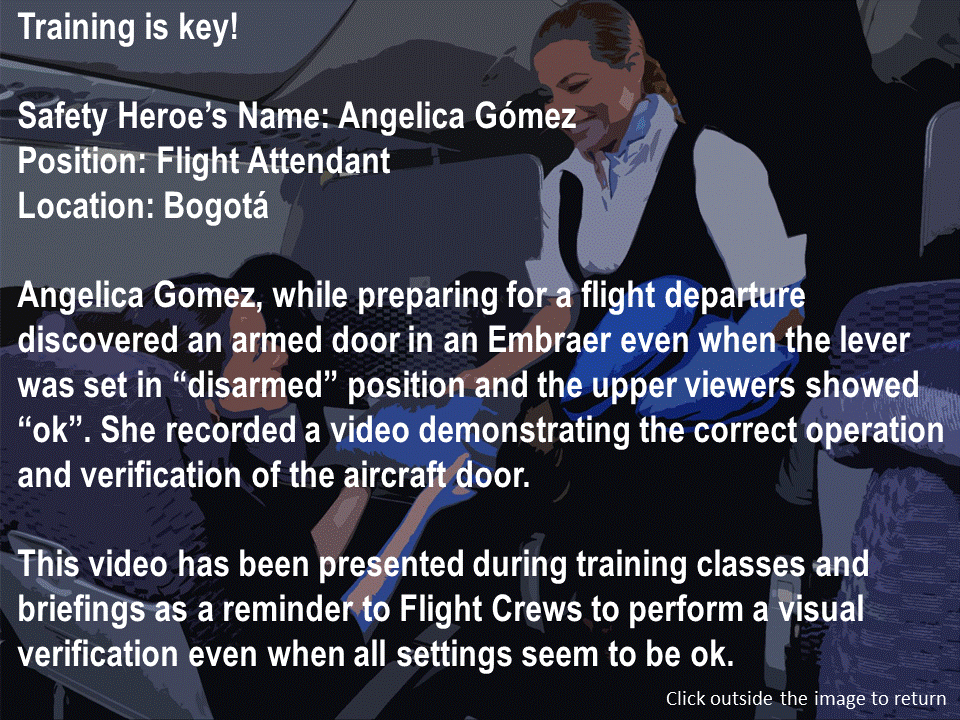 Training is key!
Safety Heroe’s Name: Angelica Gómez
Position: Flight Attendant
Location: Bogotá
Angelica Gomez, while preparing for a flight departure
discovered an armed door in an Embraer even when the lever
was set in “disarmed” position and the upper viewers showed
“ok”. She recorded a video demonstrating the correct operation
and verification of the aircraft door.
This video has been presented during training classes and
briefings as a reminder to Flight Crews to perform a visual
verification even when all settings seem to be ok.
Click outside the image to return